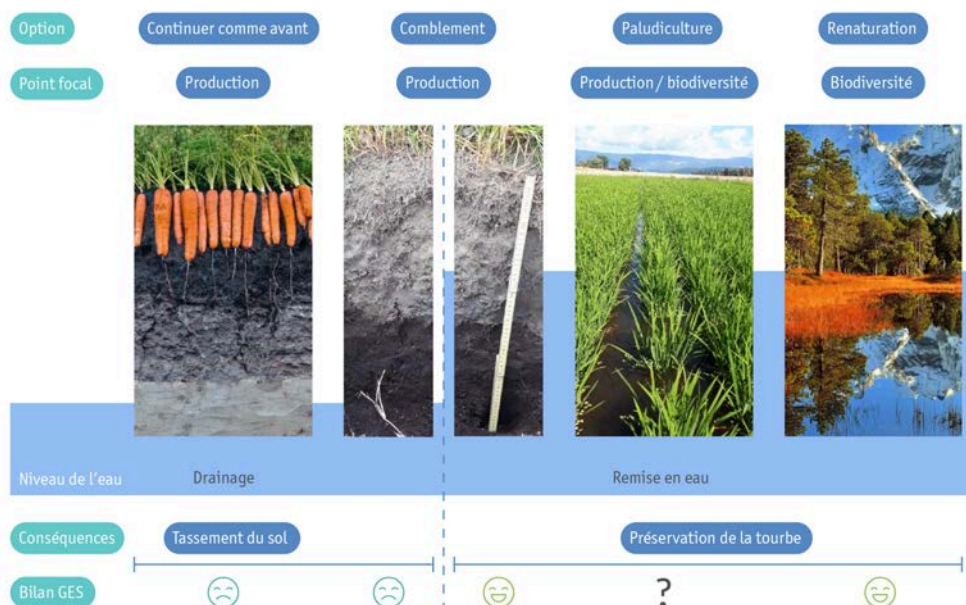 Option Continuer comme avant Comblement Paludiculture Renaturation
Point focal Production Production Production / biodiversité Biodiversité
Niveau de l'eau Drainage Remise en eau
Conséquences Tassement du sol Préservation de la tourbe
Bilan GES ?